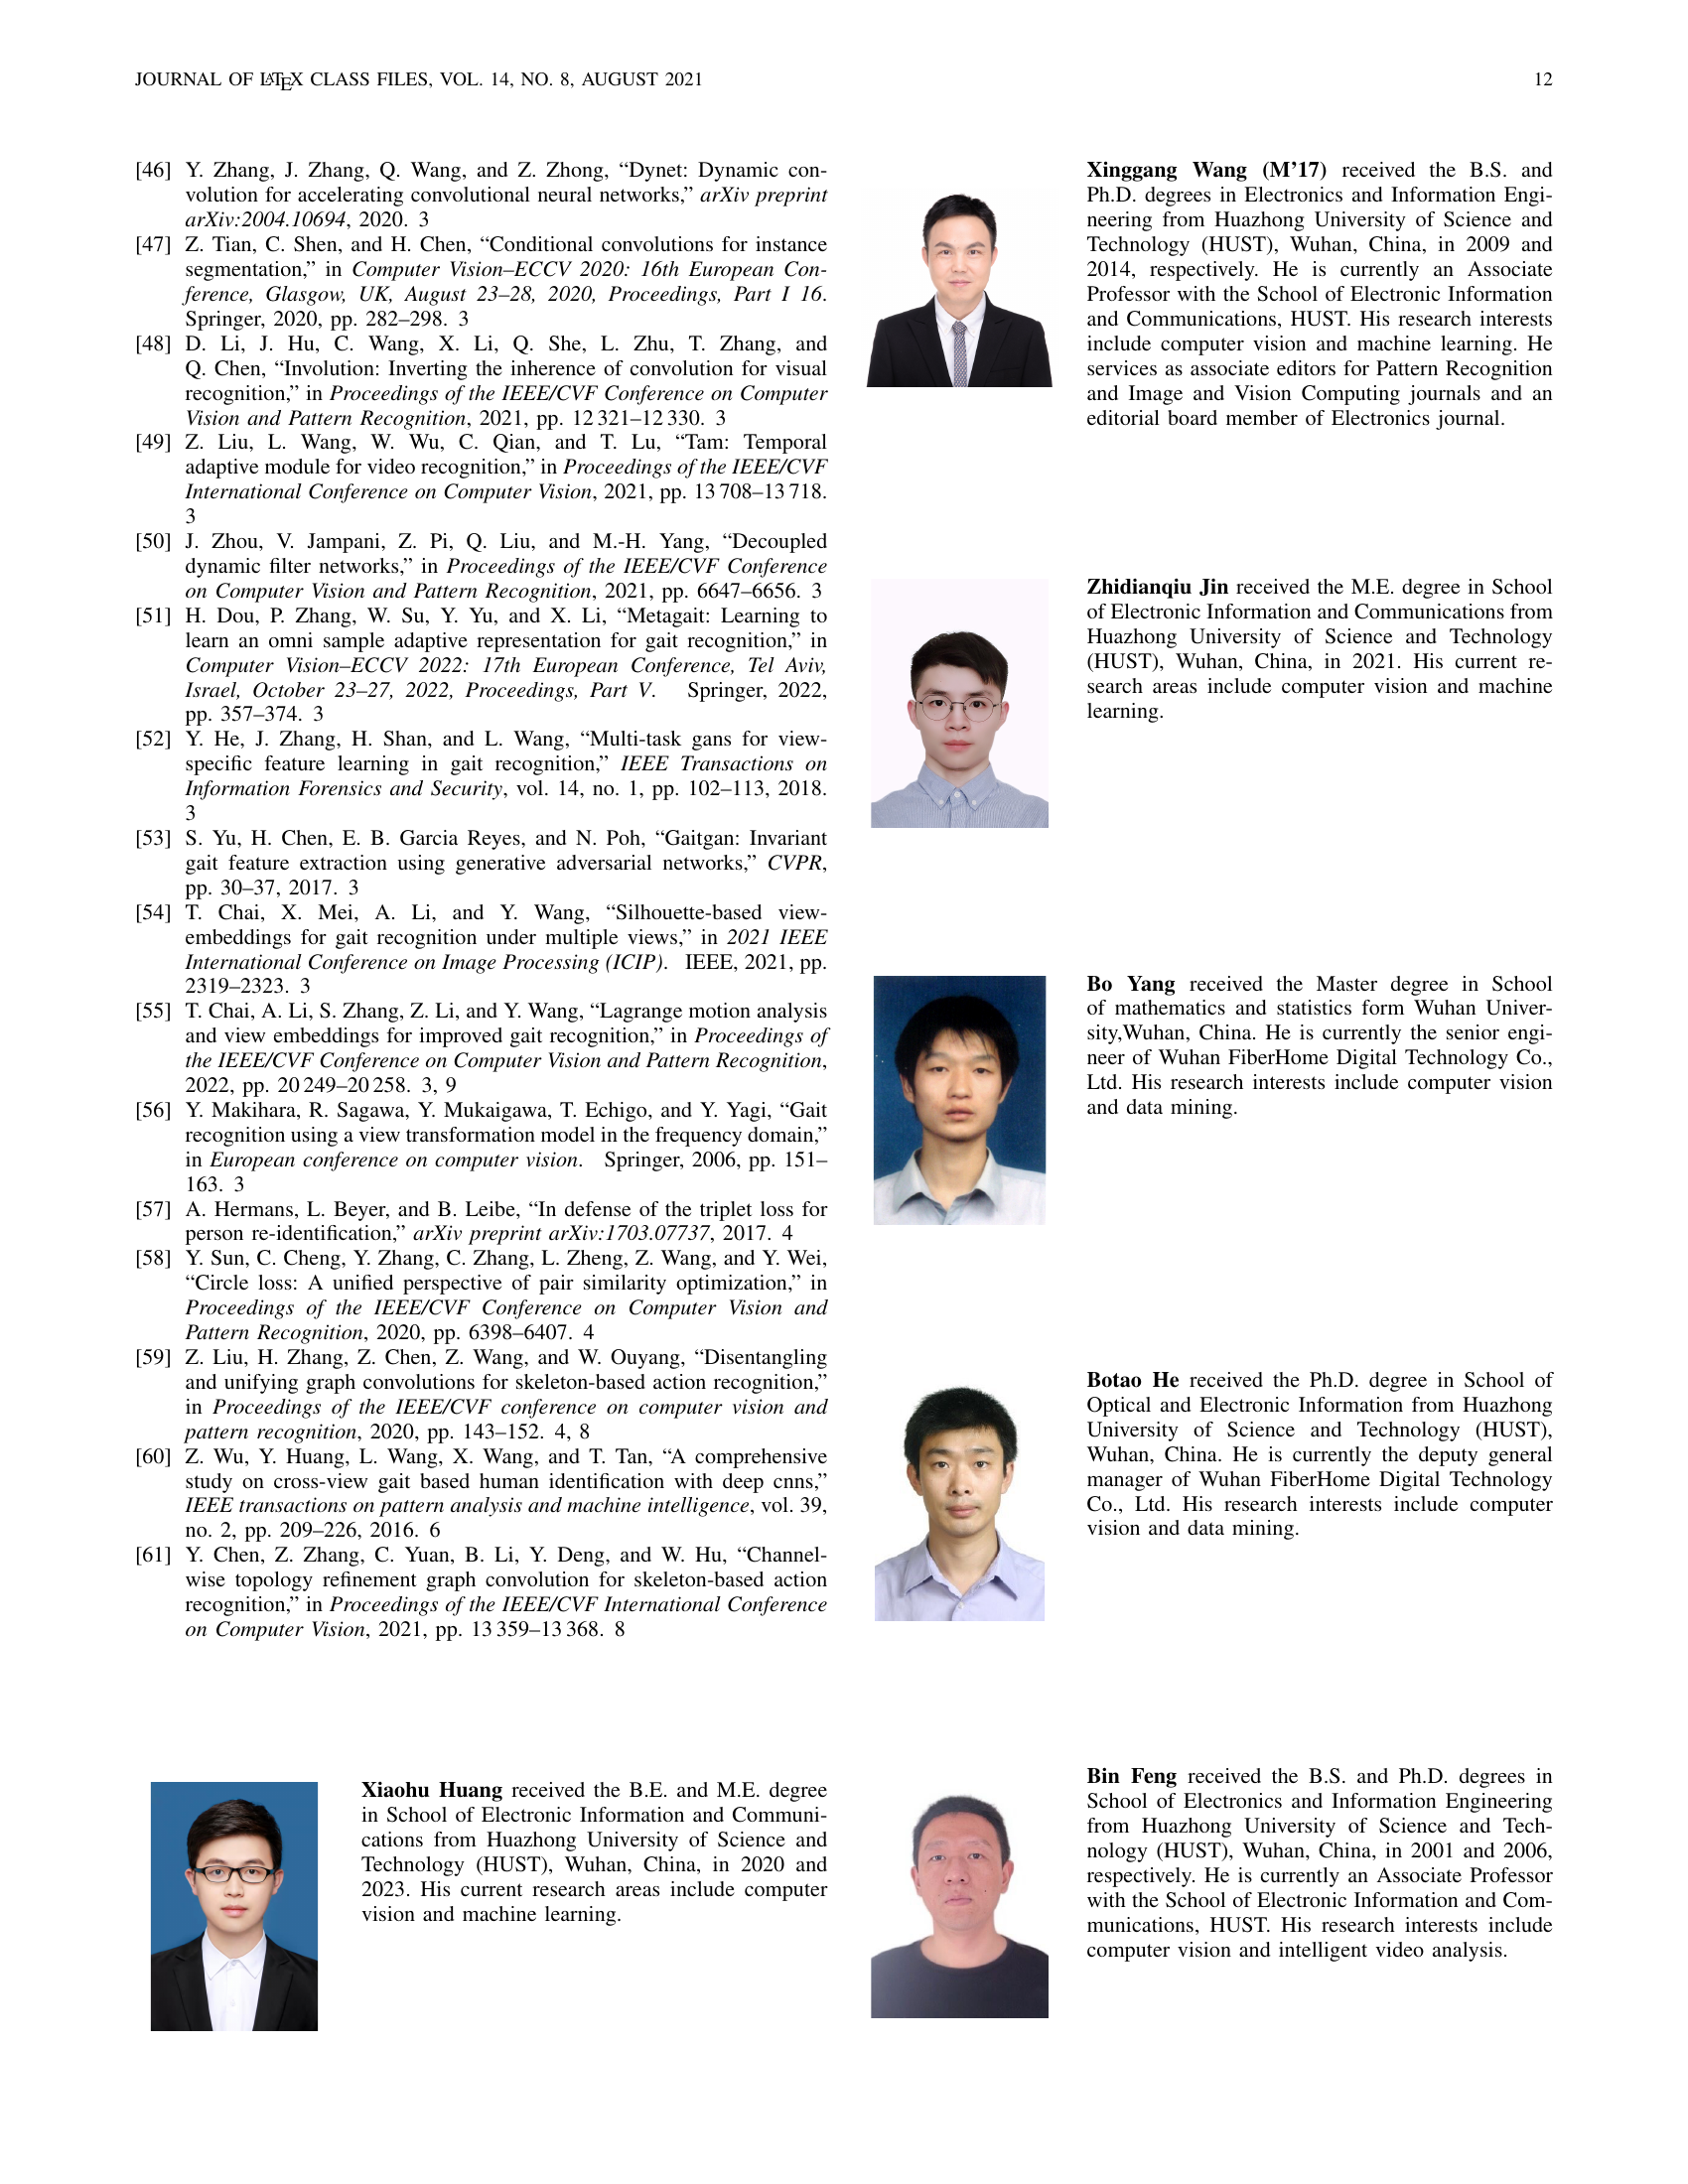 JOURNAL OF LATEX CLASS FILES, VOL. 14, NO. 8, AUGUST 2021
12
[46] Y. Zhang, J. Zhang, Q. Wang, and Z. Zhong, “Dynet: Dynamic con-
volution for accelerating convolutional neural networks,” arXiv preprint
arXiv:2004.10694, 2020. 3
[47] Z. Tian, C. Shen, and H. Chen, “Conditional convolutions for instance
segmentation,” in Computer Vision–ECCV 2020: 16th European Con-
ference, Glasgow, UK, August 23–28, 2020, Proceedings, Part I 16.
Springer, 2020, pp. 282–298. 3
[48] D. Li, J. Hu, C. Wang, X. Li, Q. She, L. Zhu, T. Zhang, and
Q. Chen, “Involution: Inverting the inherence of convolution for visual
recognition,” in Proceedings of the IEEE/CVF Conference on Computer
Vision and Pattern Recognition, 2021, pp. 12 321–12 330. 3
[49] Z. Liu, L. Wang, W. Wu, C. Qian, and T. Lu, “Tam: Temporal
adaptive module for video recognition,” in Proceedings of the IEEE/CVF
International Conference on Computer Vision, 2021, pp. 13 708–13 718.
3
[50] J. Zhou, V. Jampani, Z. Pi, Q. Liu, and M.-H. Yang, “Decoupled
dynamic filter networks,” in Proceedings of the IEEE/CVF Conference
on Computer Vision and Pattern Recognition, 2021, pp. 6647–6656. 3
[51] H. Dou, P. Zhang, W. Su, Y. Yu, and X. Li, “Metagait: Learning to
learn an omni sample adaptive representation for gait recognition,” in
Computer Vision–ECCV 2022: 17th European Conference, Tel Aviv,
Israel, October 23–27, 2022, Proceedings, Part V. Springer, 2022,
pp. 357–374. 3
[52] Y. He, J. Zhang, H. Shan, and L. Wang, “Multi-task gans for view-
specific feature learning in gait recognition,” IEEE Transactions on
Information Forensics and Security, vol. 14, no. 1, pp. 102–113, 2018.
3
[53] S. Yu, H. Chen, E. B. Garcia Reyes, and N. Poh, “Gaitgan: Invariant
gait feature extraction using generative adversarial networks,” CVPR,
pp. 30–37, 2017. 3
[54] T. Chai, X. Mei, A. Li, and Y. Wang, “Silhouette-based view-
embeddings for gait recognition under multiple views,” in 2021 IEEE
International Conference on Image Processing (ICIP). IEEE, 2021, pp.
2319–2323. 3
[55] T. Chai, A. Li, S. Zhang, Z. Li, and Y. Wang, “Lagrange motion analysis
and view embeddings for improved gait recognition,” in Proceedings of
the IEEE/CVF Conference on Computer Vision and Pattern Recognition,
2022, pp. 20 249–20 258. 3, 9
[56] Y. Makihara, R. Sagawa, Y. Mukaigawa, T. Echigo, and Y. Yagi, “Gait
recognition using a view transformation model in the frequency domain,”
in European conference on computer vision. Springer, 2006, pp. 151–
163. 3
[57] A. Hermans, L. Beyer, and B. Leibe, “In defense of the triplet loss for
person re-identification,” arXiv preprint arXiv:1703.07737, 2017. 4
[58] Y. Sun, C. Cheng, Y. Zhang, C. Zhang, L. Zheng, Z. Wang, and Y. Wei,
“Circle loss: A unified perspective of pair similarity optimization,” in
Proceedings of the IEEE/CVF Conference on Computer Vision and
Pattern Recognition, 2020, pp. 6398–6407. 4
[59] Z. Liu, H. Zhang, Z. Chen, Z. Wang, and W. Ouyang, “Disentangling
and unifying graph convolutions for skeleton-based action recognition,”
in Proceedings of the IEEE/CVF conference on computer vision and
pattern recognition, 2020, pp. 143–152. 4, 8
[60] Z. Wu, Y. Huang, L. Wang, X. Wang, and T. Tan, “A comprehensive
study on cross-view gait based human identification with deep cnns,”
IEEE transactions on pattern analysis and machine intelligence, vol. 39,
no. 2, pp. 209–226, 2016. 6
[61] Y. Chen, Z. Zhang, C. Yuan, B. Li, Y. Deng, and W. Hu, “Channel-
wise topology refinement graph convolution for skeleton-based action
recognition,” in Proceedings of the IEEE/CVF International Conference
on Computer Vision, 2021, pp. 13 359–13 368. 8
Xiaohu Huang received the B.E. and M.E. degree
in School of Electronic Information and Communi-
cations from Huazhong University of Science and
Technology (HUST), Wuhan, China, in 2020 and
2023. His current research areas include computer
vision and machine learning.
Xinggang Wang (M’17) received the B.S. and
Ph.D. degrees in Electronics and Information Engi-
neering from Huazhong University of Science and
Technology (HUST), Wuhan, China, in 2009 and
2014, respectively. He is currently an Associate
Professor with the School of Electronic Information
and Communications, HUST. His research interests
include computer vision and machine learning. He
services as associate editors for Pattern Recognition
and Image and Vision Computing journals and an
editorial board member of Electronics journal.
Zhidianqiu Jin received the M.E. degree in School
of Electronic Information and Communications from
Huazhong University of Science and Technology
(HUST), Wuhan, China, in 2021. His current re-
search areas include computer vision and machine
learning.
Bo Yang received the Master degree in School
of mathematics and statistics form Wuhan Univer-
sity,Wuhan, China. He is currently the senior engi-
neer of Wuhan FiberHome Digital Technology Co.,
Ltd. His research interests include computer vision
and data mining.
Botao He received the Ph.D. degree in School of
Optical and Electronic Information from Huazhong
University of Science and Technology (HUST),
Wuhan, China. He is currently the deputy general
manager of Wuhan FiberHome Digital Technology
Co., Ltd. His research interests include computer
vision and data mining.
Bin Feng received the B.S. and Ph.D. degrees in
School of Electronics and Information Engineering
from Huazhong University of Science and Tech-
nology (HUST), Wuhan, China, in 2001 and 2006,
respectively. He is currently an Associate Professor
with the School of Electronic Information and Com-
munications, HUST. His research interests include
computer vision and intelligent video analysis.